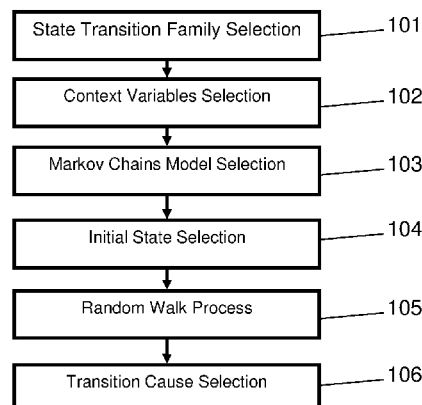 State Transition Family Selection 101
Context Variables Selection 102
Markov Chains Model Selection 103
Initial State Selection 104
Random Walk Process 105
Transition Cause Selection 106